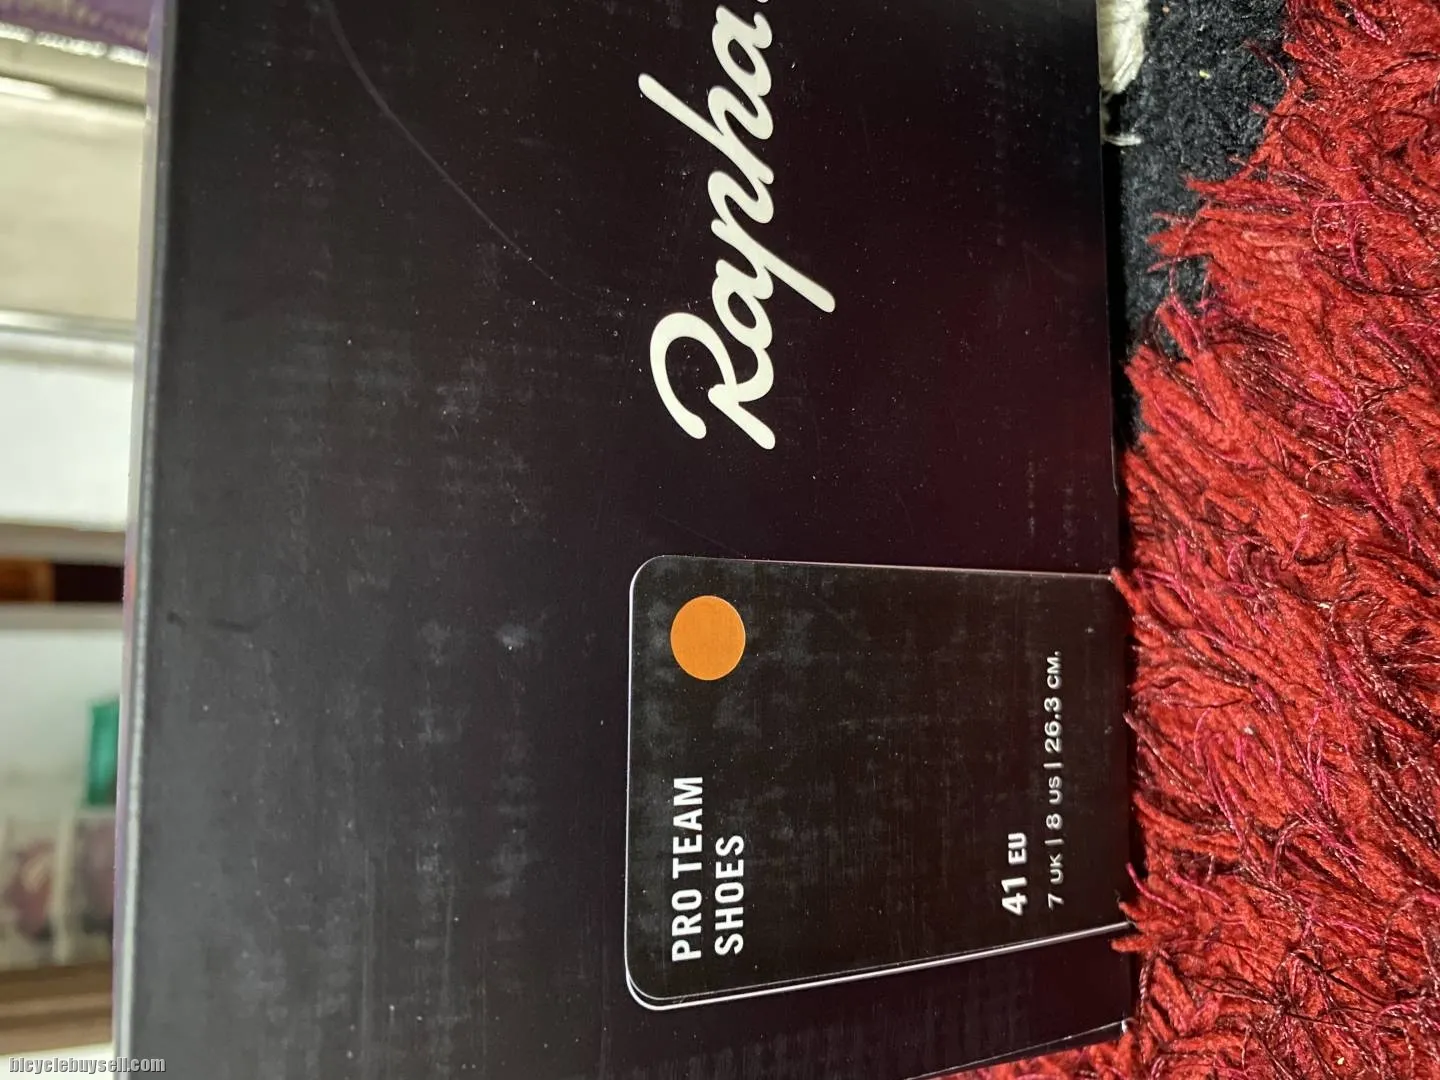 Rapha.
PRO TEAM
SHOES
41 EU
7 UK | 8 US | 26.3 CM.
bicyclebuysell.com